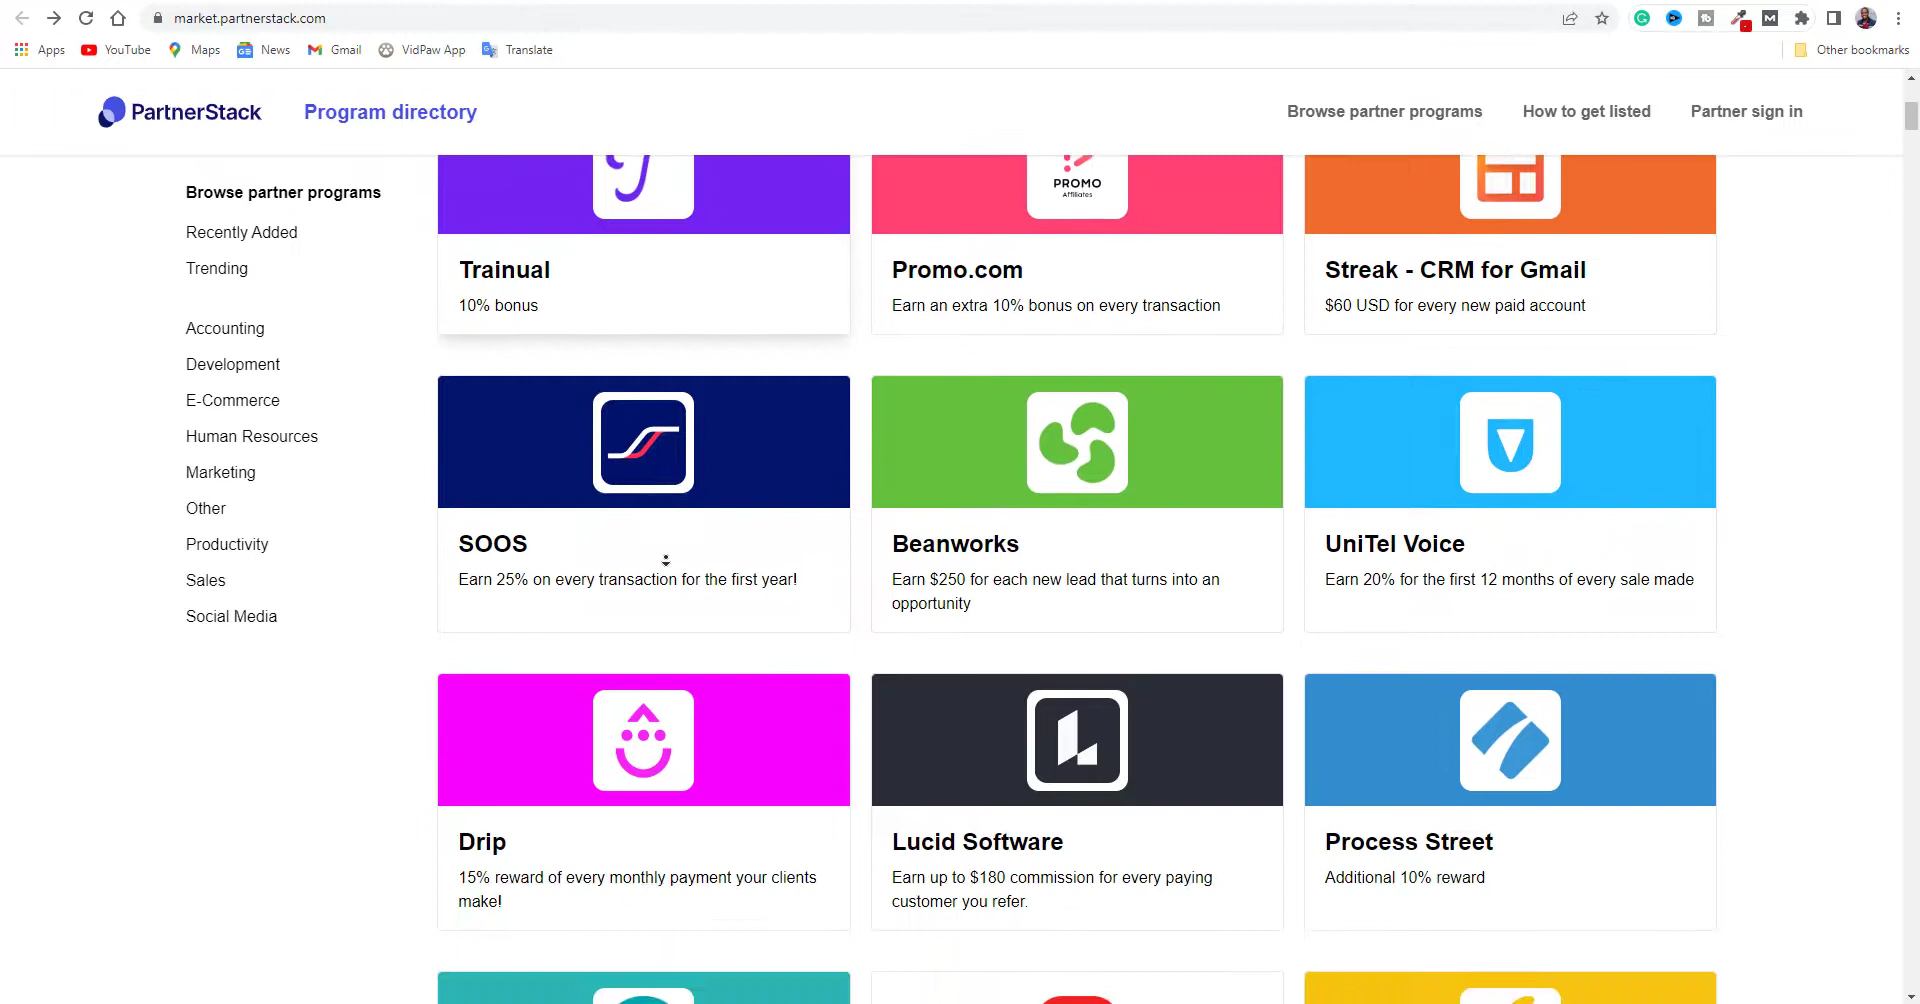 market.partnerstack.com
Apps YouTube Maps News Gmail VidPaw App Translate Other bookmarks
PartnerStack Program directory Browse partner programs How to get listed Partner sign in
Browse partner programs
Recently Added
Trending
Accounting
Development
E-Commerce
Human Resources
Marketing
Other
Productivity
Sales
Social Media
PROMO
Affiliates
Trainual
10% bonus
Promo.com
Earn an extra 10% bonus on every transaction
Streak - CRM for Gmail
$60 USD for every new paid account
SOOS
Earn 25% on every transaction for the first year!
Beanworks
Earn $250 for each new lead that turns into an
opportunity
UniTel Voice
Earn 20% for the first 12 months of every sale made
Drip
15% reward of every monthly payment your clients
make!
Lucid Software
Earn up to $180 commission for every paying
customer you refer.
Process Street
Additional 10% reward